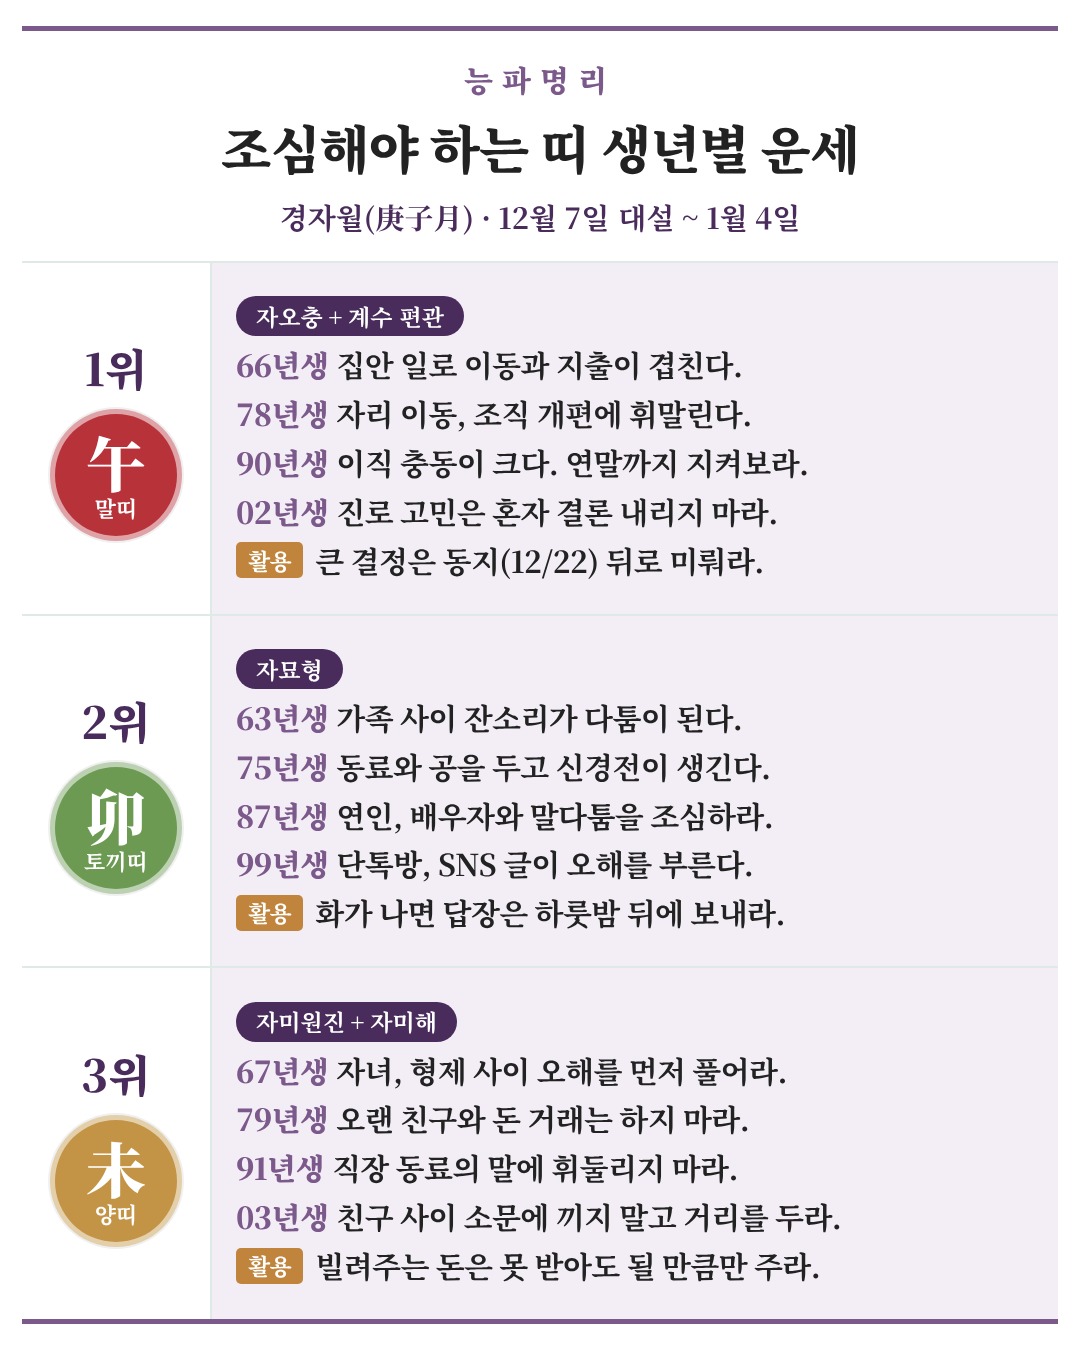 능파명리
조심해야 하는 띠 생년별 운세
경자월(庚子月) · 12월 7일 대설 ~ 1월 4일
1위
午
말띠
자오충 + 계수 편관
66년생 집안 일로 이동과 지출이 겹친다.
78년생 자리 이동, 조직 개편에 휘말린다.
90년생 이직 충동이 크다. 연말까지 지켜보라.
02년생 진로 고민은 혼자 결론 내리지 마라.
활용 큰 결정은 동지(12/22) 뒤로 미뤄라.
2위
卯
토끼띠
자묘형
63년생 가족 사이 잔소리가 다툼이 된다.
75년생 동료와 공을 두고 신경전이 생긴다.
87년생 연인, 배우자와 말다툼을 조심하라.
99년생 단톡방, SNS 글이 오해를 부른다.
활용 화가 나면 답장은 하룻밤 뒤에 보내라.
3위
未
양띠
자미원진 + 자미해
67년생 자녀, 형제 사이 오해를 먼저 풀어라.
79년생 오랜 친구와 돈 거래는 하지 마라.
91년생 직장 동료의 말에 휘둘리지 마라.
03년생 친구 사이 소문에 끼지 말고 거리를 두라.
활용 빌려주는 돈은 못 받아도 될 만큼만 주라.